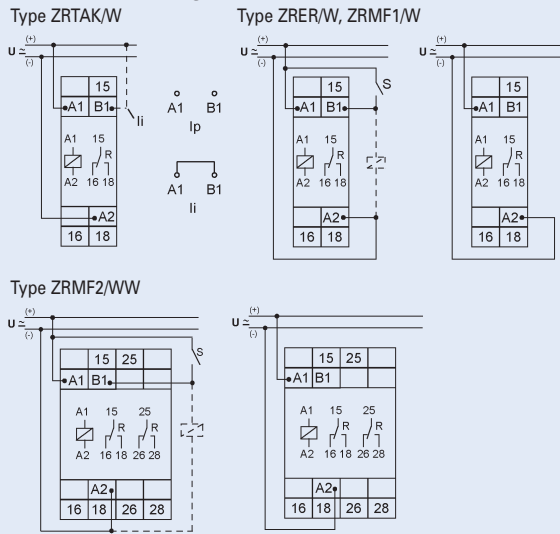 Type ZRTAK/W
U ≃
(+)
(-)
15
A1 B1
Ii
A1 15
R
A2 16 18
A2
16 18
A1 B1
Ip
A1 B1
Ii
Type ZRER/W, ZRMF1/W
U ≃
(+)
(-)
S
15
A1 B1
A1 15
R
A2 16 18
A2
16 18
U ≃
(+)
(-)
15
A1 B1
A1 15
R
A2 16 18
A2
16 18
Type ZRMF2/WW
U ≃
(+)
(-)
S
15 25
A1 B1
A1 15 25
R R
A2 16 18 26 28
A2
16 18 26 28
U ≃
(+)
(-)
15 25
A1 B1
A1 15 25
R R
A2 16 18 26 28
A2
16 18 26 28